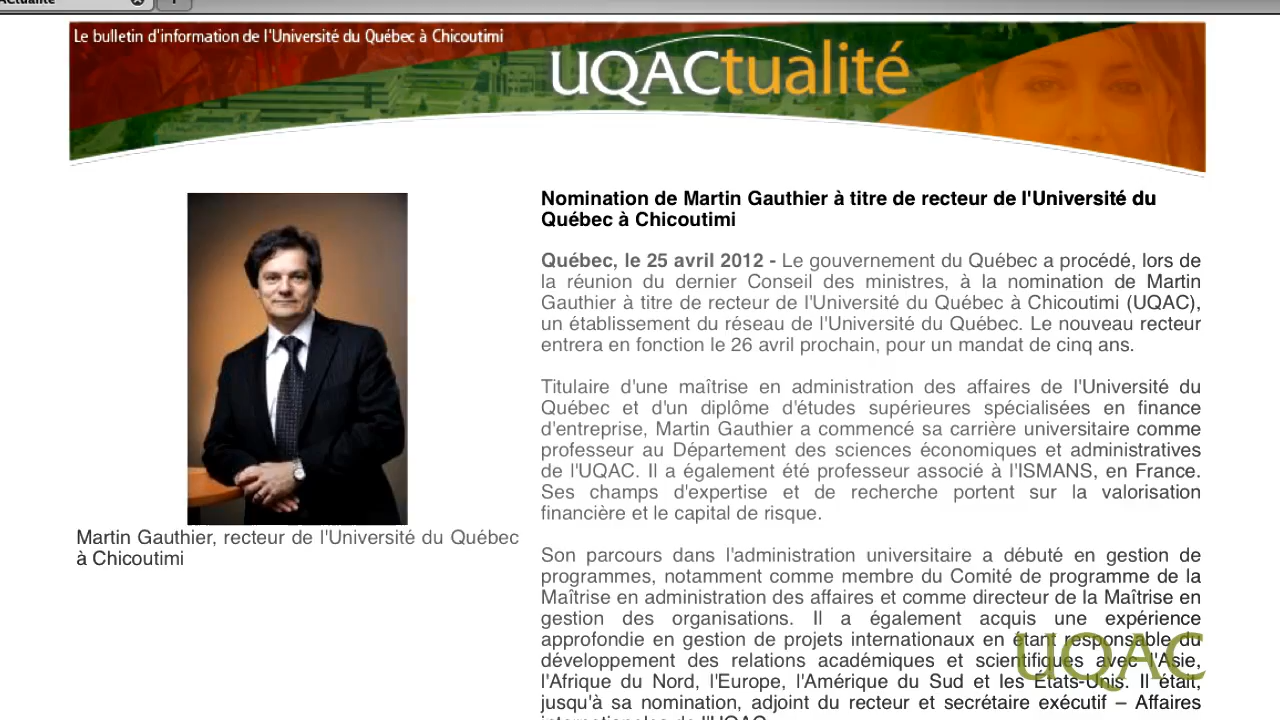 ACtualité
Le bulletin d'information de l'Université du Québec à Chicoutimi
UQACtualité
Martin Gauthier, recteur de l'Université du Québec
à Chicoutimi
Nomination de Martin Gauthier à titre de recteur de l'Université du
Québec à Chicoutimi
Québec, le 25 avril 2012 - Le gouvernement du Québec a procédé, lors de
la réunion du dernier Conseil des ministres, à la nomination de Martin
Gauthier à titre de recteur de l'Université du Québec à Chicoutimi (UQAC),
un établissement du réseau de l'Université du Québec. Le nouveau recteur
entrera en fonction le 26 avril prochain, pour un mandat de cinq ans.
Titulaire d'une maîtrise en administration des affaires de l'Université du
Québec et d'un diplôme d'études supérieures spécialisées en finance
d'entreprise, Martin Gauthier a commencé sa carrière universitaire comme
professeur au Département des sciences économiques et administratives
de l'UQAC. Il a également été professeur associé à l'ISMANS, en France.
Ses champs d'expertise et de recherche portent sur la valorisation
financière et le capital de risque.
Son parcours dans l'administration universitaire a débuté en gestion de
programmes, notamment comme membre du Comité de programme de la
Maîtrise en administration des affaires et comme directeur de la Maîtrise en
gestion des organisations. Il a également acquis une expérience
approfondie en gestion de projets internationaux en étant responsable du
développement des relations académiques et scientifiques avec l'Asie,
l'Afrique du Nord, l'Europe, l'Amérique du Sud et les États-Unis. Il était,
jusqu'à sa nomination, adjoint du recteur et secrétaire exécutif – Affaires
internationales de l'UQAC.
UQAC